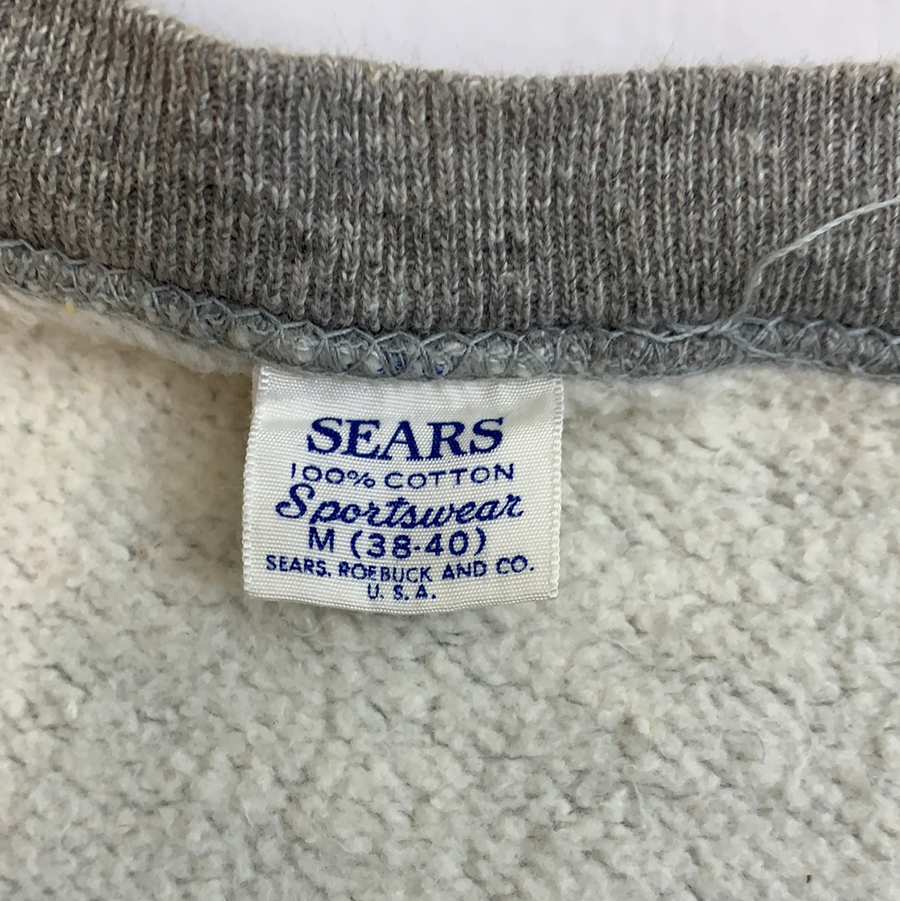 SEARS
100% COTTON
Sportswear
M (38-40)
SEARS, ROEBUCK AND CO.
U. S. A.